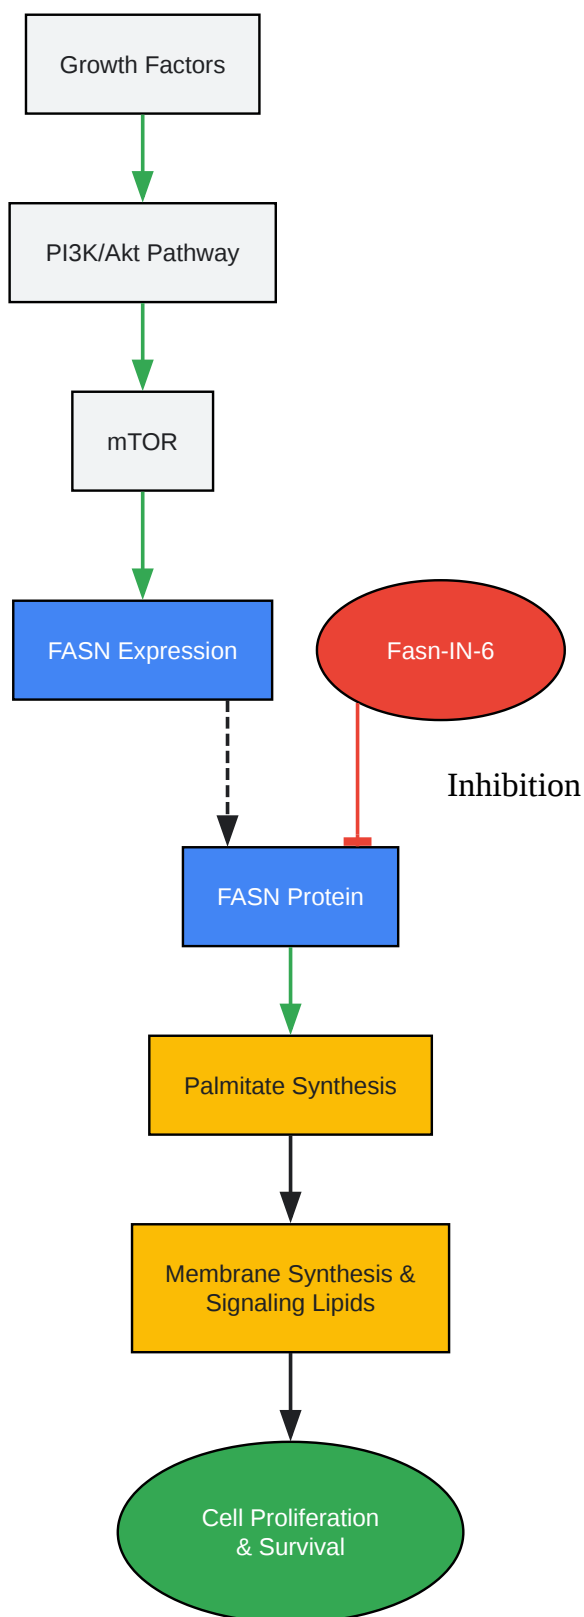 Growth Factors
PI3K/Akt Pathway
mTOR
FASN Expression
Fasn-IN-6
Inhibition
FASN Protein
Palmitate Synthesis
Membrane Synthesis &
Signaling Lipids
Cell Proliferation
& Survival